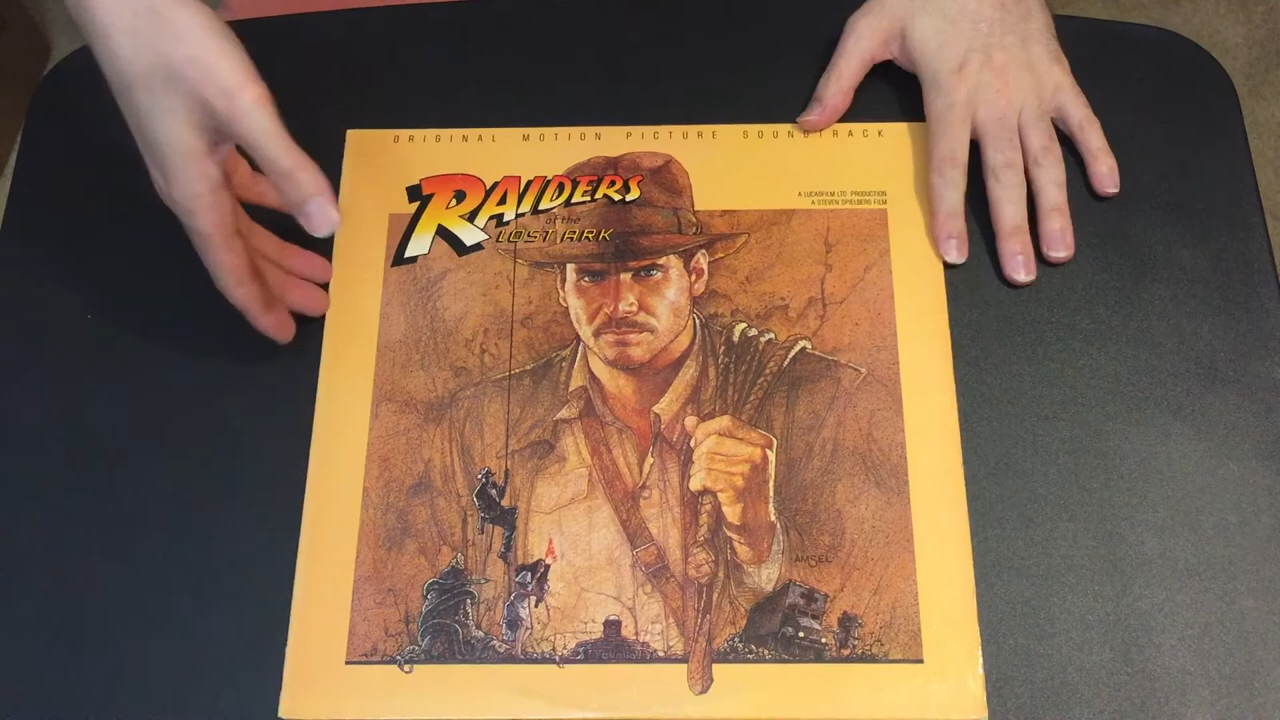 ORIGINAL MOTION PICTURE SOUNDTRACK
RAIDERS
of the
LOST ARK
A LUCASFILM LTD. PRODUCTION
A STEVEN SPIELBERG FILM
AMSEL